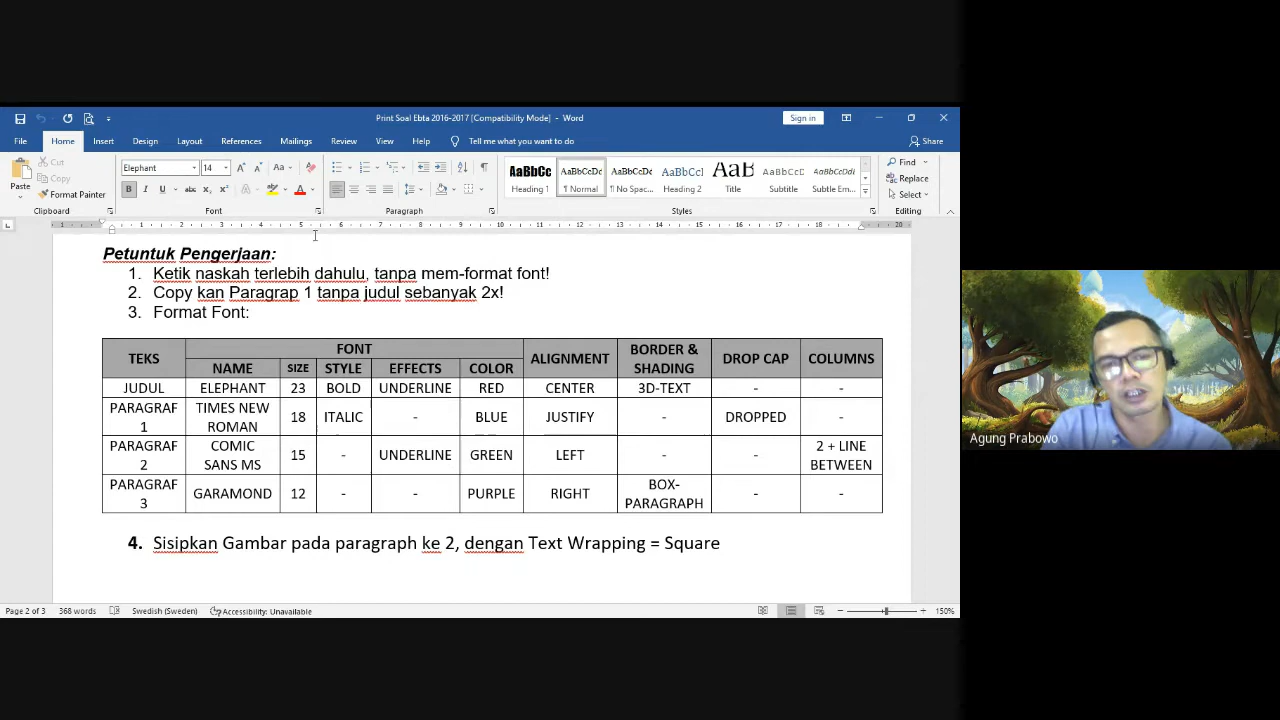 Print Soal Ebta 2016-2017 [Compatibility Mode] - Word
Sign in
File Home Insert Design Layout References Mailings Review View Help Tell me what you want to do Share
Paste
Cut
Copy
Format Painter
Clipboard
Elephant 14
Font
Paragraph
AaBbCc Heading 1
AaBbCcDc ¶ Normal
AaBbCcDc ¶ No Spac...
AaBbCc Heading 2
AaB Title
AaBbCcD Subtitle
AaBbCcDi Subtle Em...
Styles
Find
Replace
Select
Editing
Petuntuk Pengerjaan:
1. Ketik naskah terlebih dahulu, tanpa mem-format font!
2. Copy kan Paragrap 1 tanpa judul sebanyak 2x!
3. Format Font:
TEKS FONT ALIGNMENT BORDER & SHADING DROP CAP COLUMNS
NAME SIZE STYLE EFFECTS COLOR
JUDUL ELEPHANT 23 BOLD UNDERLINE RED CENTER 3D-TEXT - -
PARAGRAF 1 TIMES NEW ROMAN 18 ITALIC - BLUE JUSTIFY - DROPPED -
PARAGRAF 2 COMIC SANS MS 15 - UNDERLINE GREEN LEFT - - 2 + LINE BETWEEN
PARAGRAF 3 GARAMOND 12 - - PURPLE RIGHT BOX-PARAGRAPH - -
4. Sisipkan Gambar pada paragraph ke 2, dengan Text Wrapping = Square
Page 2 of 3 368 words Swedish (Sweden) Accessibility: Unavailable 150%
Agung Prabowo